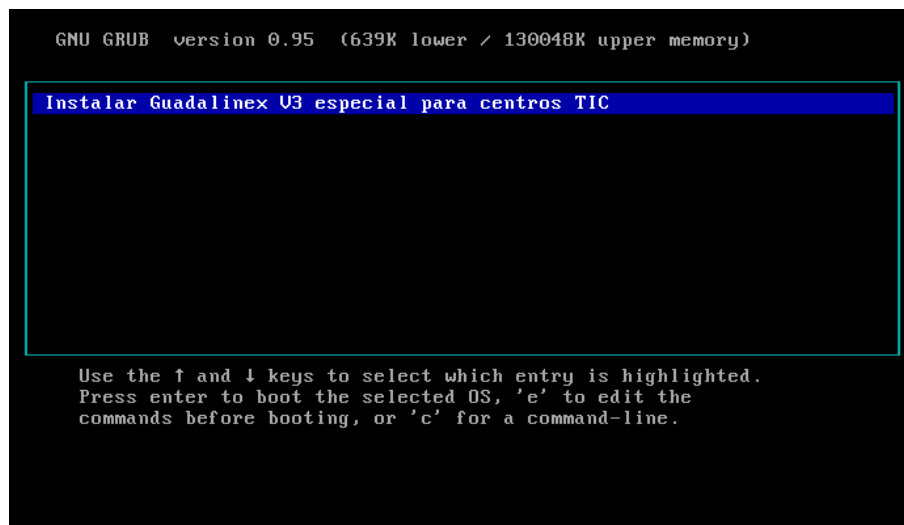 GNU GRUB version 0.95 (639K lower / 130048K upper memory)
Instalar Guadalinex V3 especial para centros TIC
Use the ↑ and ↓ keys to select which entry is highlighted.
Press enter to boot the selected OS, 'e' to edit the
commands before booting, or 'c' for a command-line.